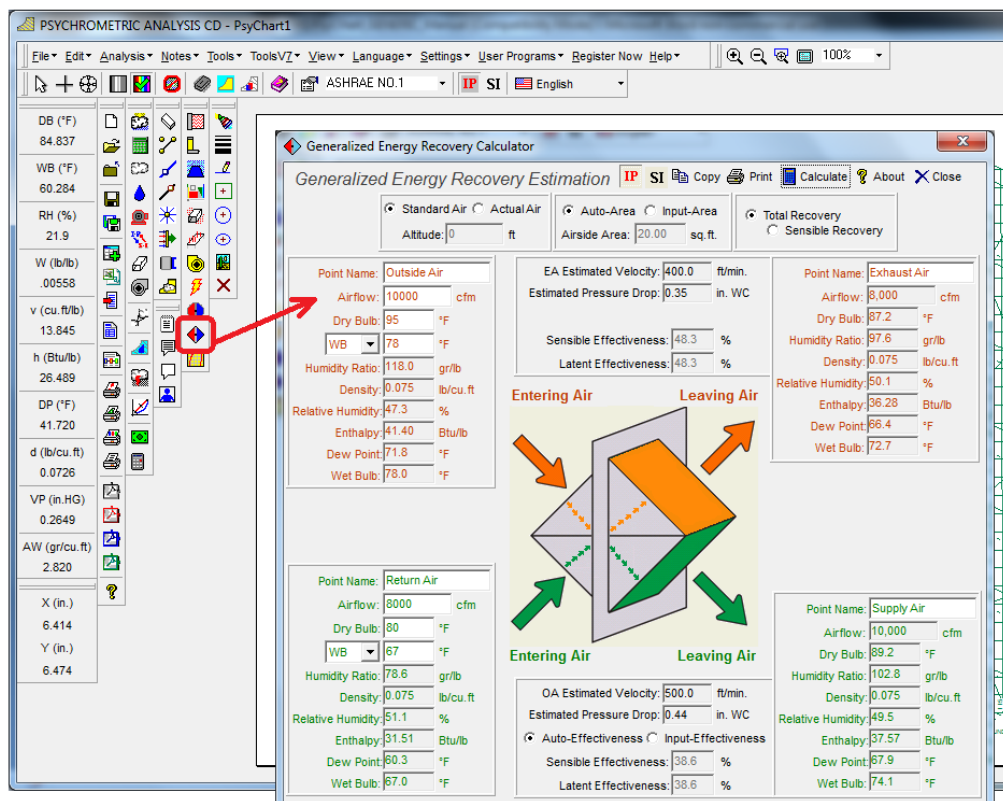 PSYCHROMETRIC ANALYSIS CD - PsyChart1
File Edit Analysis Notes Tools ToolsV7 View Language Settings User Programs Register Now Help 100%
ASHRAE NO.1 IP SI English
DB (°F)
84.837
WB (°F)
60.284
RH (%)
21.9
W (lb/lb)
.00558
v (cu.ft/lb)
13.845
h (Btu/lb)
26.489
DP (°F)
41.720
d (lb/cu.ft)
0.0726
VP (in.HG)
0.2649
AW (gr/cu.ft)
2.820
X (in.)
6.414
Y (in.)
6.474
Generalized Energy Recovery Calculator
Generalized Energy Recovery Estimation IP SI Copy Print Calculate About Close
Standard Air Actual Air
Altitude: 0 ft
Auto-Area Input-Area
Airside Area: 20.00 sq.ft.
Total Recovery
Sensible Recovery
Point Name: Outside Air
Airflow: 10000 cfm
Dry Bulb: 95 °F
WB 78 °F
Humidity Ratio: 118.0 gr/lb
Density: 0.075 lb/cu.ft
Relative Humidity: 47.3 %
Enthalpy: 41.40 Btu/lb
Dew Point: 71.8 °F
Wet Bulb: 78.0 °F
EA Estimated Velocity: 400.0 ft/min.
Estimated Pressure Drop: 0.35 in. WC
Sensible Effectiveness: 48.3 %
Latent Effectiveness: 48.3 %
Point Name: Exhaust Air
Airflow: 8,000 cfm
Dry Bulb: 87.2 °F
Humidity Ratio: 97.6 gr/lb
Density: 0.075 lb/cu.ft
Relative Humidity: 50.1 %
Enthalpy: 36.28 Btu/lb
Dew Point: 66.4 °F
Wet Bulb: 72.7 °F
Entering Air Leaving Air
Entering Air Leaving Air
Point Name: Return Air
Airflow: 8000 cfm
Dry Bulb: 80 °F
WB 67 °F
Humidity Ratio: 78.6 gr/lb
Density: 0.075 lb/cu.ft
Relative Humidity: 51.1 %
Enthalpy: 31.51 Btu/lb
Dew Point: 60.3 °F
Wet Bulb: 67.0 °F
OA Estimated Velocity: 500.0 ft/min.
Estimated Pressure Drop: 0.44 in. WC
Auto-Effectiveness Input-Effectiveness
Sensible Effectiveness: 38.6 %
Latent Effectiveness: 38.6 %
Point Name: Supply Air
Airflow: 10,000 cfm
Dry Bulb: 89.2 °F
Humidity Ratio: 102.8 gr/lb
Density: 0.075 lb/cu.ft
Relative Humidity: 49.5 %
Enthalpy: 37.57 Btu/lb
Dew Point: 67.9 °F
Wet Bulb: 74.1 °F